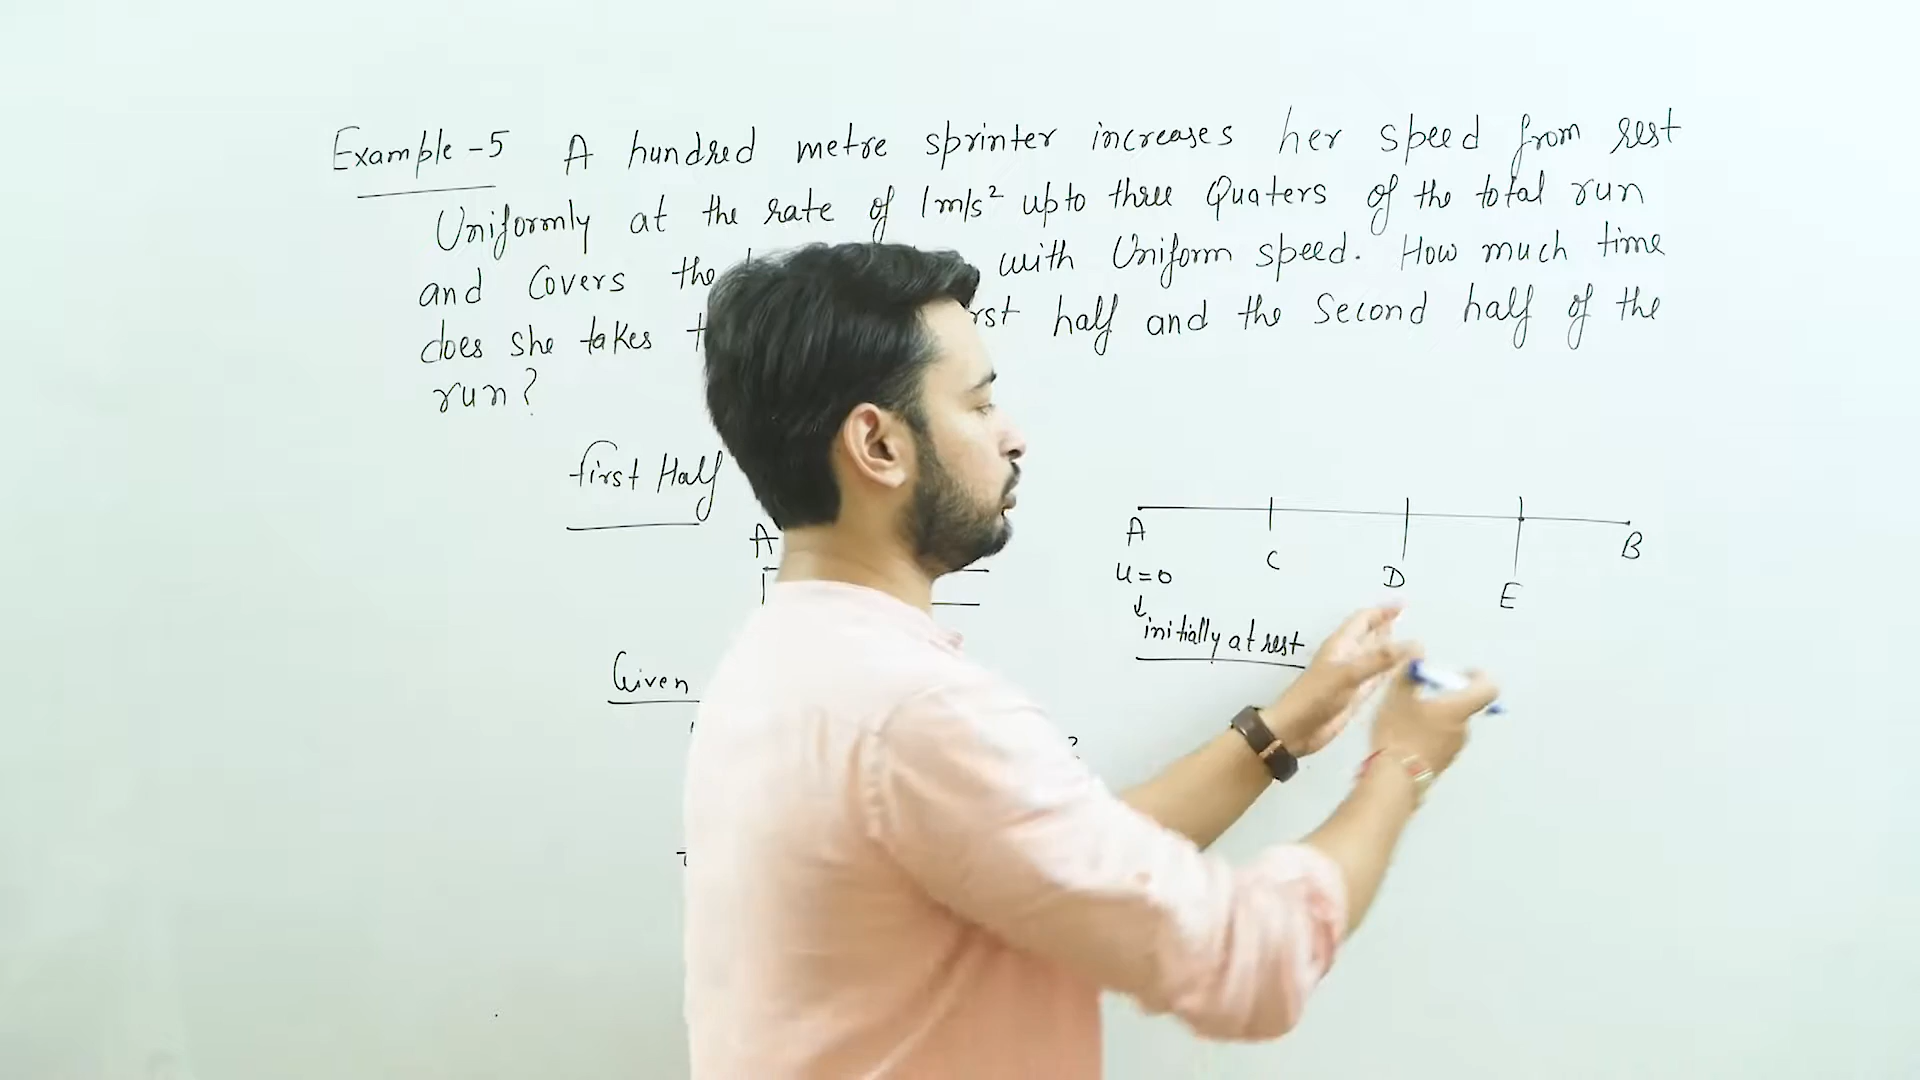 Example -5 A hundred metre sprinter increases her speed from rest
Uniformly at the rate of 1m/s² upto three Quaters of the total run
and Covers the with Uniform speed. How much time
does she takes half and the Second half of the
run?
first Half
A
A C D E B
u=0
initially at rest
Given
?